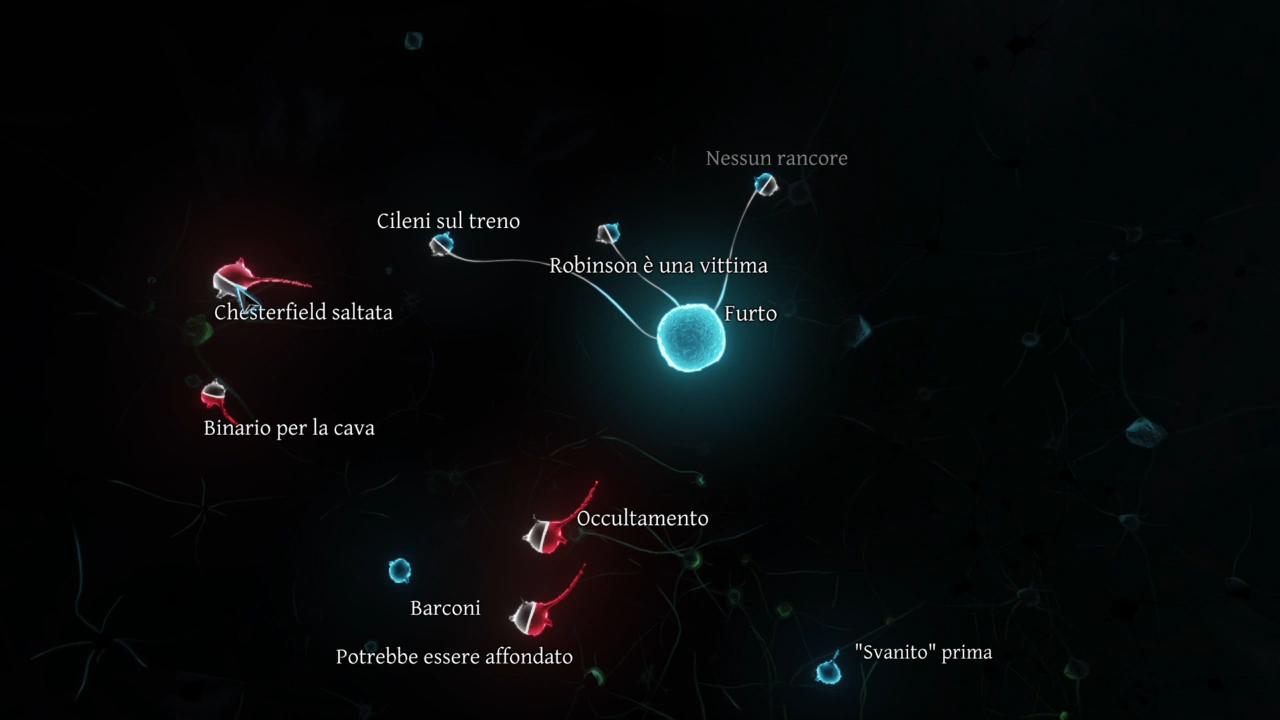 Nessun rancore
Cileni sul treno
Robinson è una vittima
Chesterfield saltata
Furto
Binario per la cava
Occultamento
Barconi
Potrebbe essere affondato
"Svanito" prima